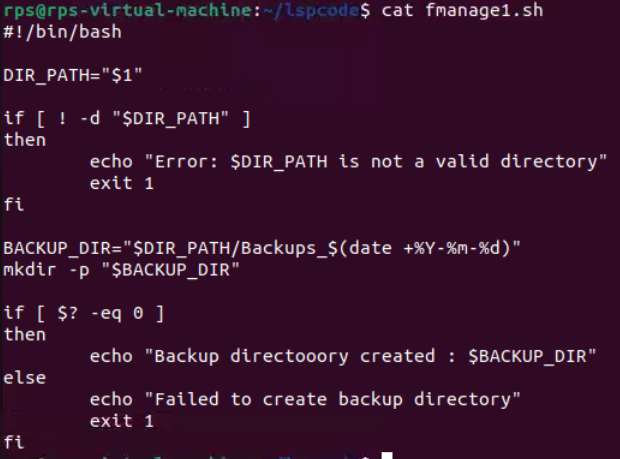 rps@rps-virtual-machine:~/lspcode$ cat fmanage1.sh
#!/bin/bash
DIR_PATH="$1"
if [ ! -d "$DIR_PATH" ]
then
        echo "Error: $DIR_PATH is not a valid directory"
        exit 1
fi
BACKUP_DIR="$DIR_PATH/Backups_$(date +%Y-%m-%d)"
mkdir -p "$BACKUP_DIR"
if [ $? -eq 0 ]
then
        echo "Backup directooory created : $BACKUP_DIR"
else
        echo "Failed to create backup directory"
        exit 1
fi